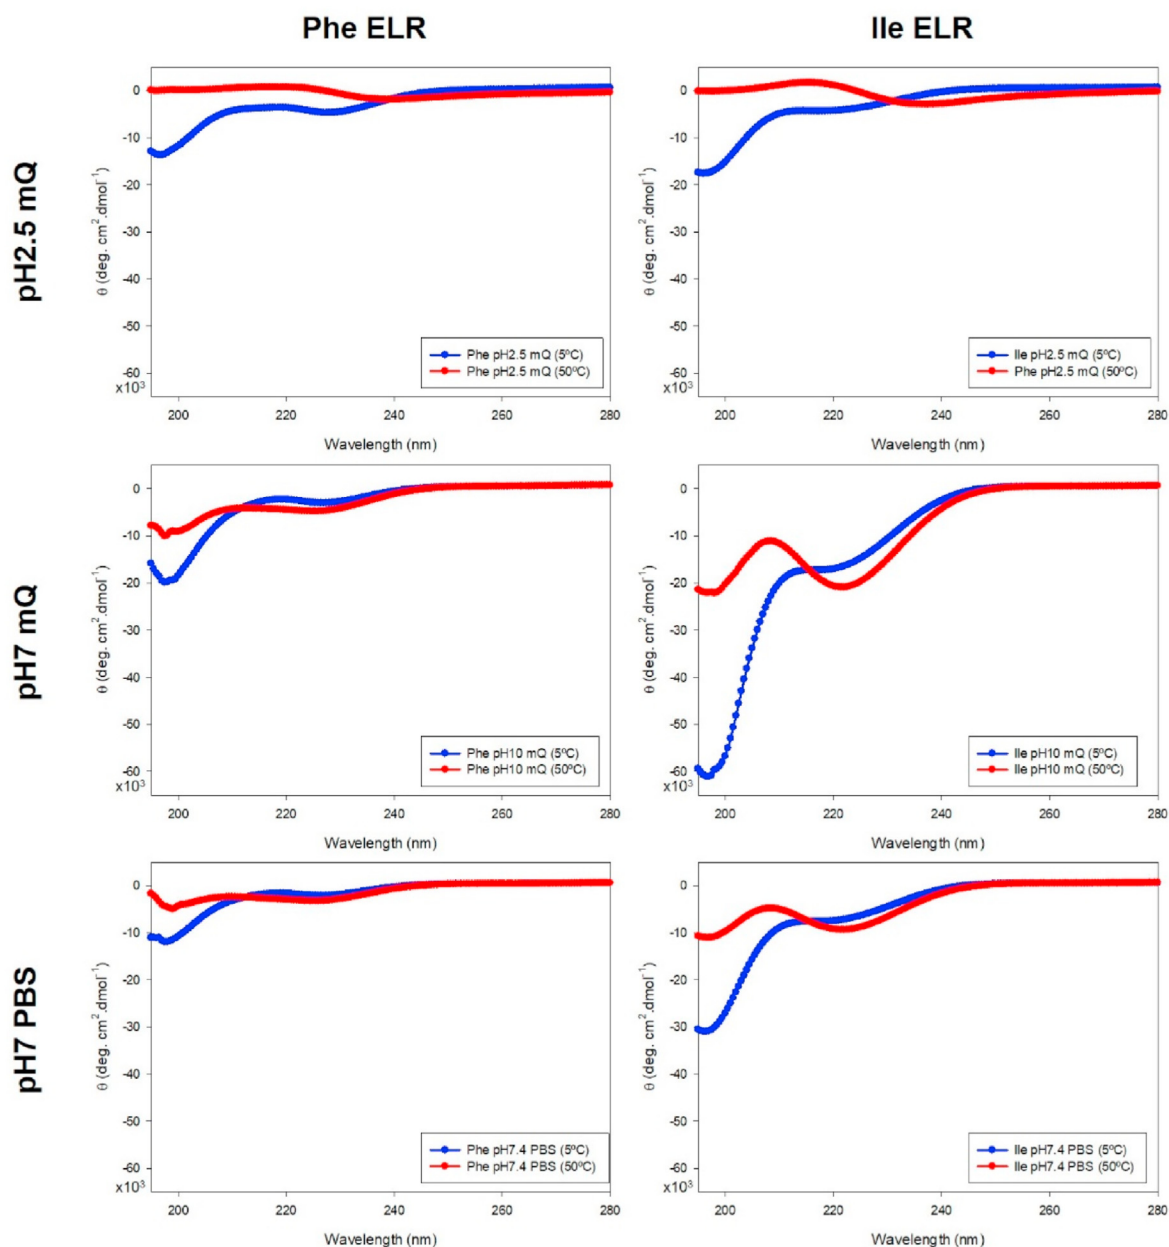 Phe ELR
Ile ELR
pH2.5 mQ
0
-10
-20
-30
-40
-50
-60
x10³
θ (deg. cm².dmol⁻¹)
200 220 240 260 280
Wavelength (nm)
Phe pH2.5 mQ (5ºC)
Phe pH2.5 mQ (50ºC)
0
-10
-20
-30
-40
-50
-60
x10³
θ (deg. cm².dmol⁻¹)
200 220 240 260 280
Wavelength (nm)
Ile pH2.5 mQ (5ºC)
Phe pH2.5 mQ (50ºC)
pH7 mQ
0
-10
-20
-30
-40
-50
-60
x10³
θ (deg. cm².dmol⁻¹)
200 220 240 260 280
Wavelength (nm)
Phe pH10 mQ (5ºC)
Phe pH10 mQ (50ºC)
0
-10
-20
-30
-40
-50
-60
x10³
θ (deg. cm².dmol⁻¹)
200 220 240 260 280
Wavelength (nm)
Ile pH10 mQ (5ºC)
Ile pH10 mQ (50ºC)
pH7 PBS
0
-10
-20
-30
-40
-50
-60
x10³
θ (deg. cm².dmol⁻¹)
200 220 240 260 280
Wavelength (nm)
Phe pH7.4 PBS (5ºC)
Phe pH7.4 PBS (50ºC)
0
-10
-20
-30
-40
-50
-60
x10³
θ (deg. cm².dmol⁻¹)
200 220 240 260 280
Wavelength (nm)
Ile pH7.4 PBS (5ºC)
Ile pH7.4 PBS (50ºC)